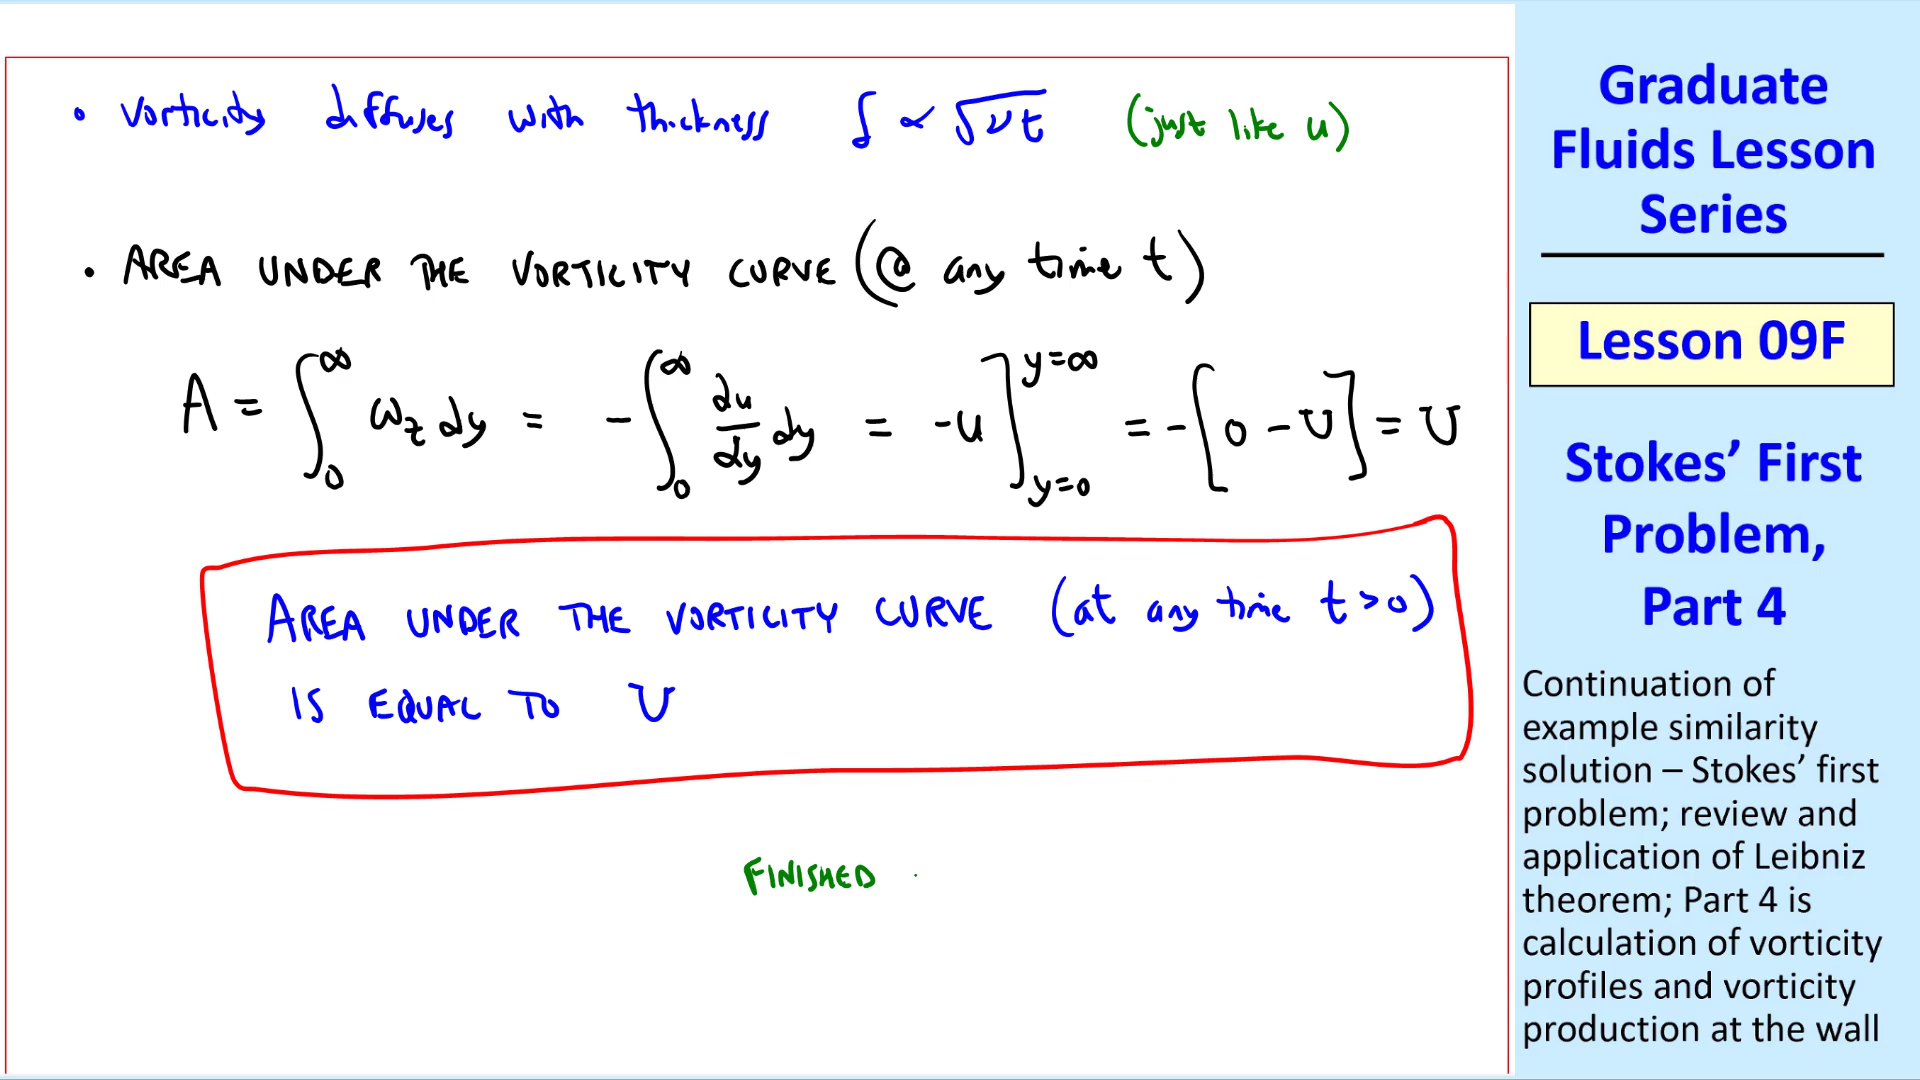 • Vorticity diffuses with thickness δ ∝ √νt (just like u)
• AREA UNDER THE VORTICITY CURVE (@ any time t)
A = ∫₀^∞ ω_z dy = - ∫₀^∞ ∂u/∂y dy = -u]_{y=0}^{y=∞} = -[0 - U] = U
AREA UNDER THE VORTICITY CURVE (at any time t > 0)
IS EQUAL TO U
FINISHED
Graduate
Fluids Lesson
Series
Lesson 09F
Stokes’ First
Problem,
Part 4
Continuation of
example similarity
solution – Stokes’ first
problem; review and
application of Leibniz
theorem; Part 4 is
calculation of vorticity
profiles and vorticity
production at the wall